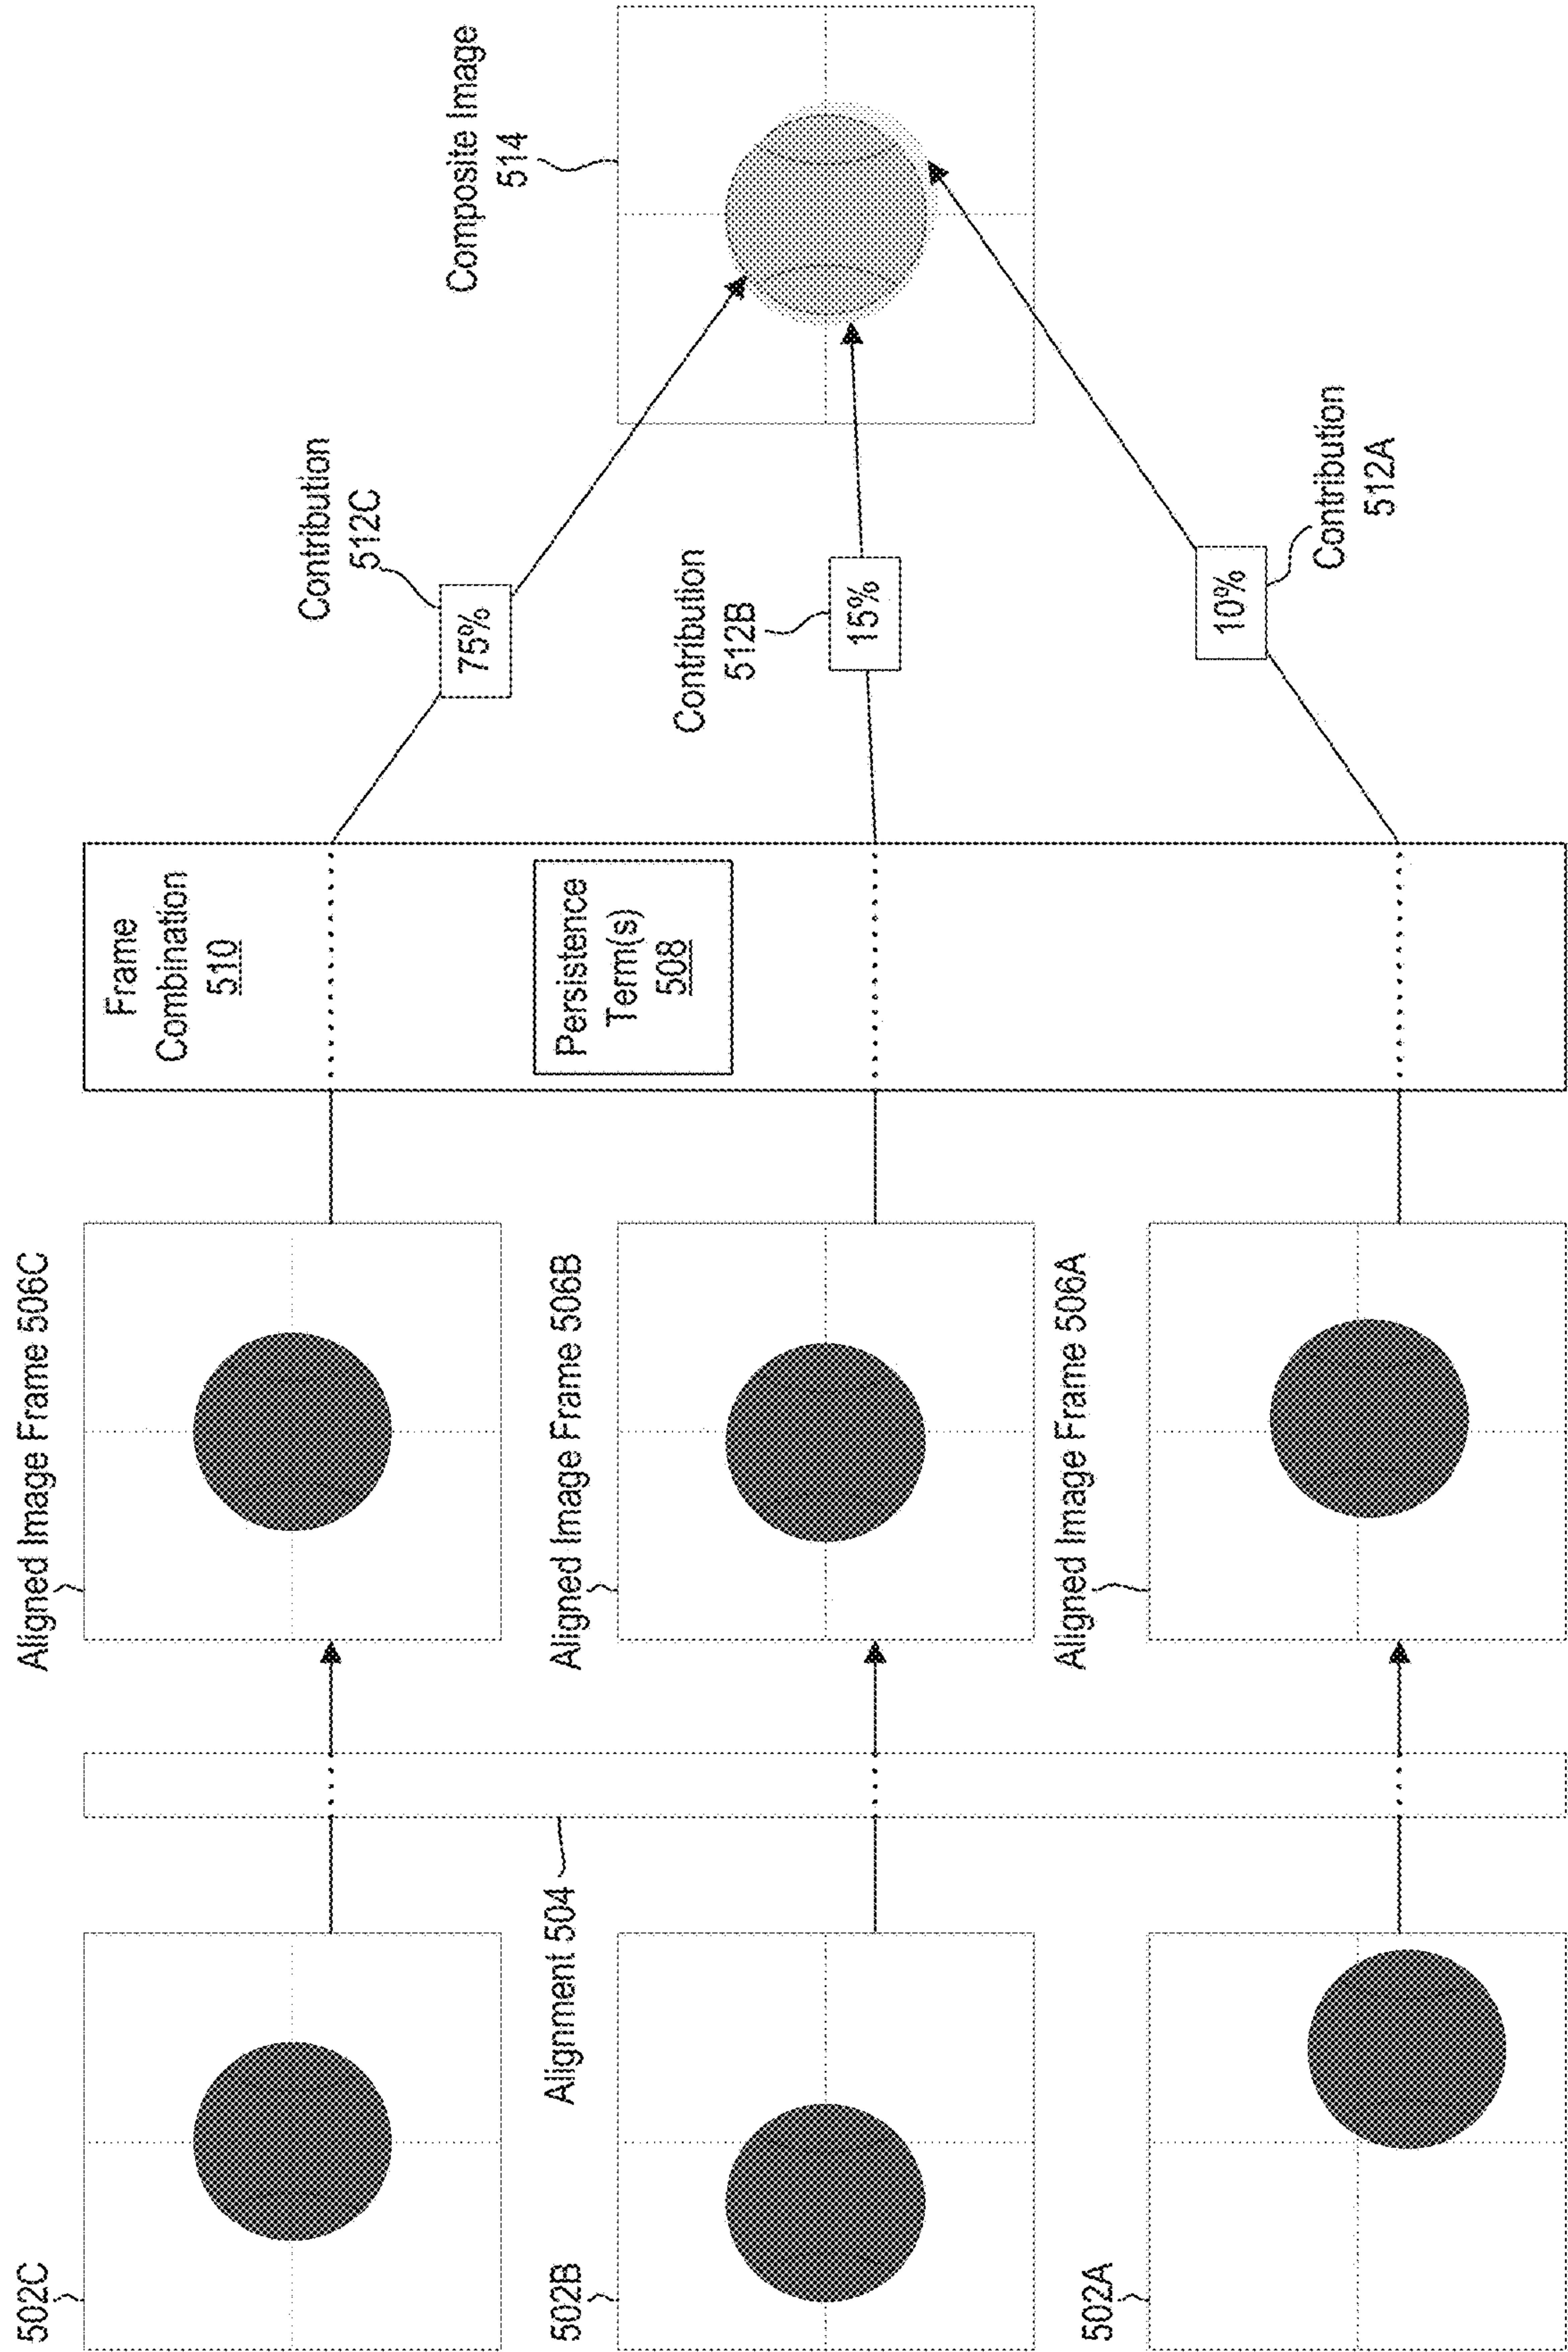 502C
502B
502A
Alignment 504
Aligned Image Frame 506C
Aligned Image Frame 506B
Aligned Image Frame 506A
Frame
Combination
510
Persistence
Term(s)
508
Contribution
512C
75%
Contribution
512B
15%
10%
Contribution
512A
Composite Image
514